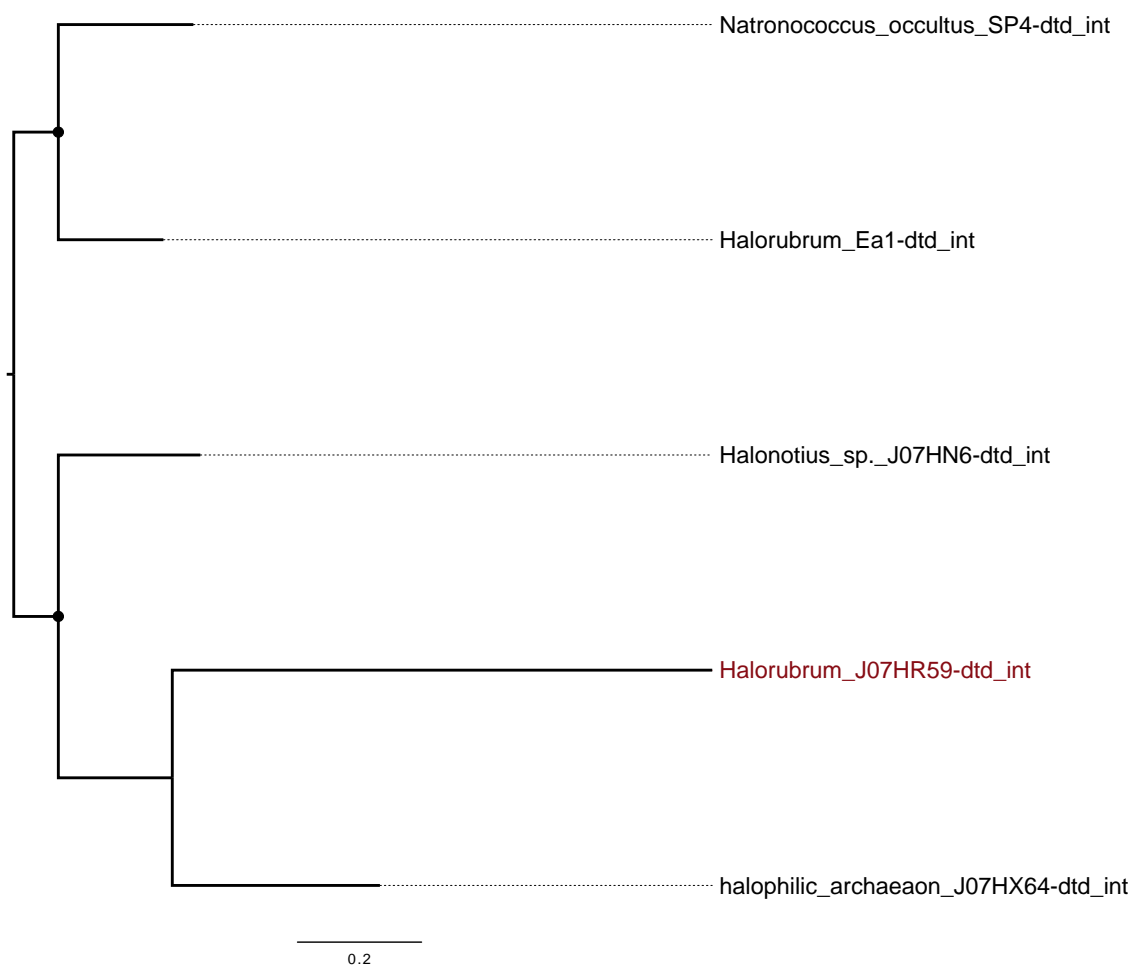 Natronococcus_occultus_SP4-dtd_int
Halorubrum_Ea1-dtd_int
Halonotius_sp._J07HN6-dtd_int
Halorubrum_J07HR59-dtd_int
halophilic_archaeaon_J07HX64-dtd_int
0.2